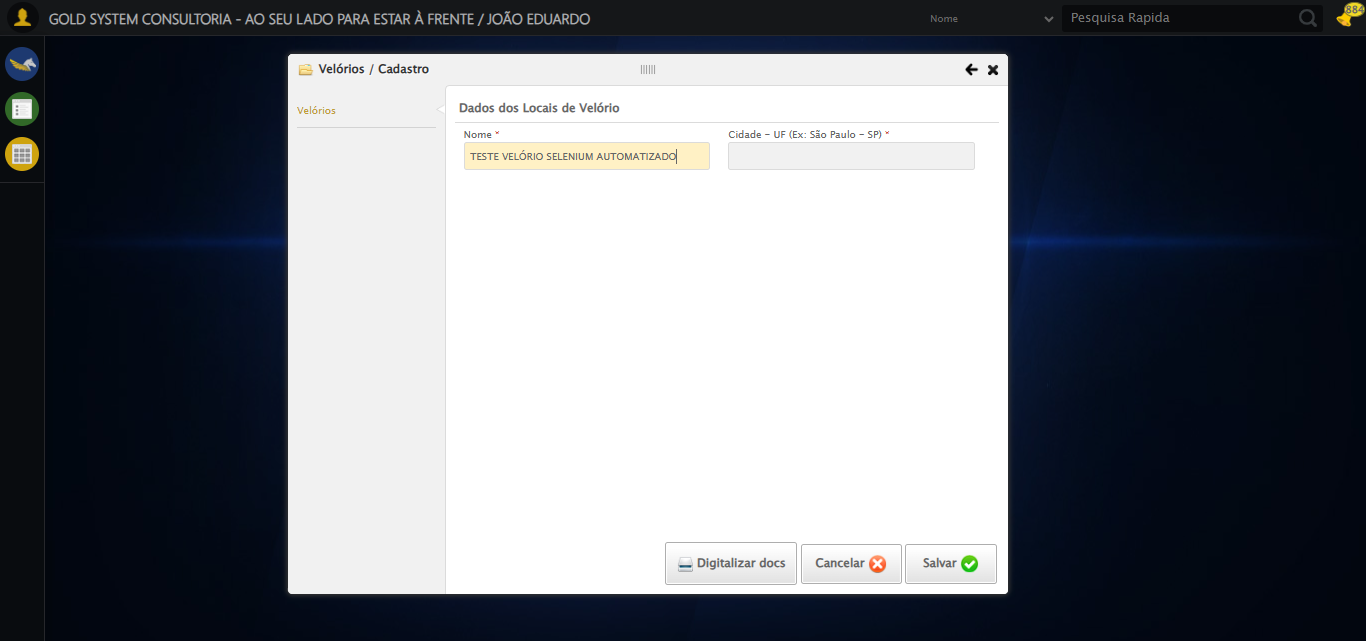 GOLD SYSTEM CONSULTORIA - AO SEU LADO PARA ESTAR À FRENTE / JOÃO EDUARDO
Nome
Pesquisa Rapida
884
Velórios / Cadastro
Velórios
Dados dos Locais de Velório
Nome *
Cidade - UF (Ex: São Paulo - SP) *
TESTE VELÓRIO SELENIUM AUTOMATIZADO
Digitalizar docs
Cancelar
Salvar